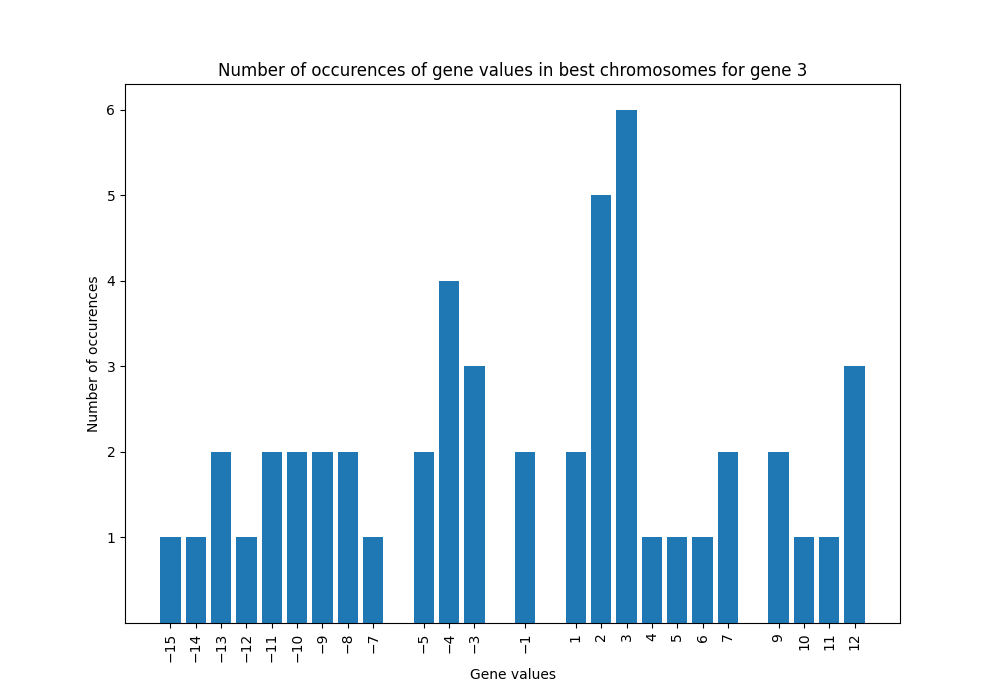 Number of occurences of gene values in best chromosomes for gene 3
Number of occurences
6
5
4
3
2
1
−15 −14 −13 −12 −11 −10 −9 −8 −7 −5 −4 −3 −1 1 2 3 4 5 6 7 9 10 11 12
Gene values